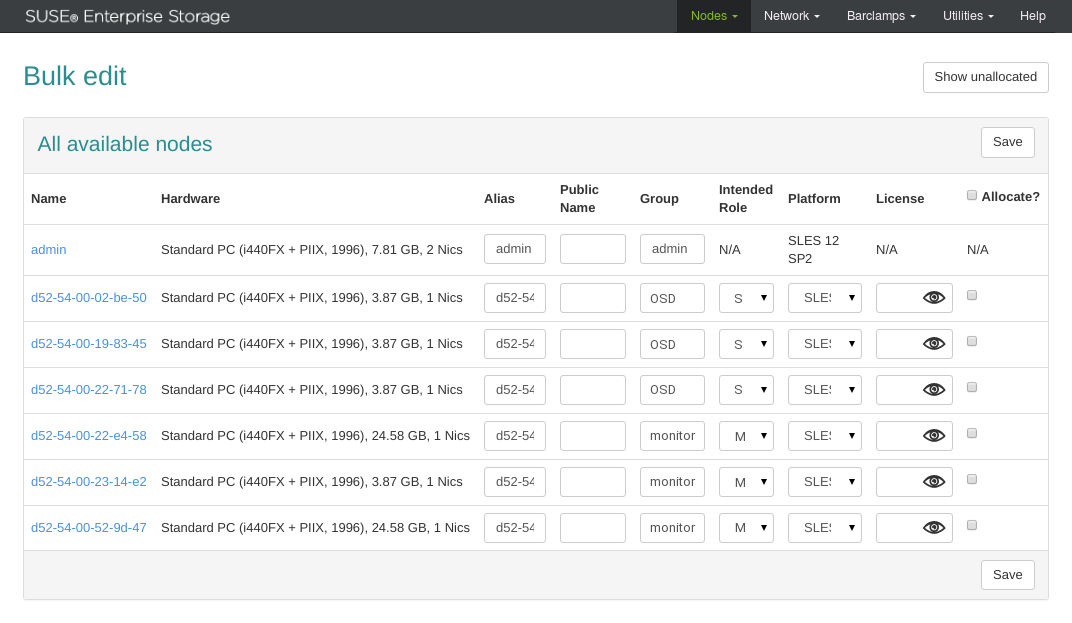 SUSE® Enterprise Storage Nodes Network Barclamps Utilities Help
Bulk edit Show unallocated
All available nodes Save
Name Hardware Alias Public Name Group Intended Role Platform License Allocate?
admin Standard PC (i440FX + PIIX, 1996), 7.81 GB, 2 Nics admin admin N/A SLES 12 SP2 N/A N/A
d52-54-00-02-be-50 Standard PC (i440FX + PIIX, 1996), 3.87 GB, 1 Nics d52-54 OSD S SLES
d52-54-00-19-83-45 Standard PC (i440FX + PIIX, 1996), 3.87 GB, 1 Nics d52-54 OSD S SLES
d52-54-00-22-71-78 Standard PC (i440FX + PIIX, 1996), 3.87 GB, 1 Nics d52-54 OSD S SLES
d52-54-00-22-e4-58 Standard PC (i440FX + PIIX, 1996), 24.58 GB, 1 Nics d52-54 monitor M SLES
d52-54-00-23-14-e2 Standard PC (i440FX + PIIX, 1996), 3.87 GB, 1 Nics d52-54 monitor M SLES
d52-54-00-52-9d-47 Standard PC (i440FX + PIIX, 1996), 24.58 GB, 1 Nics d52-54 monitor M SLES
Save